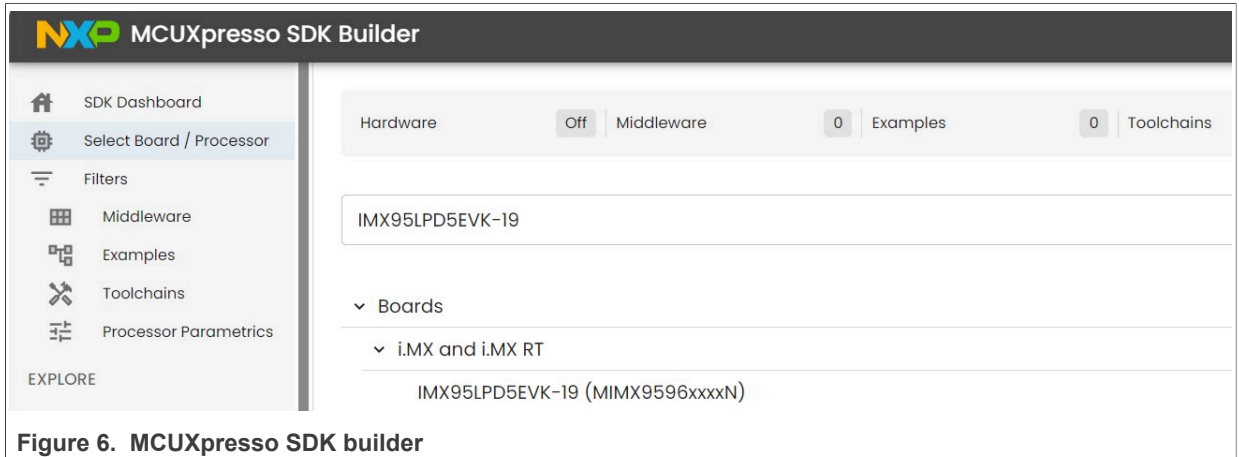 NXP MCUXpresso SDK Builder
SDK Dashboard
Select Board / Processor
Filters
Middleware
Examples
Toolchains
Processor Parametrics
EXPLORE
Hardware Off Middleware 0 Examples 0 Toolchains
IMX95LPD5EVK-19
Boards
i.MX and i.MX RT
IMX95LPD5EVK-19 (MIMX9596xxxxN)
Figure 6. MCUXpresso SDK builder